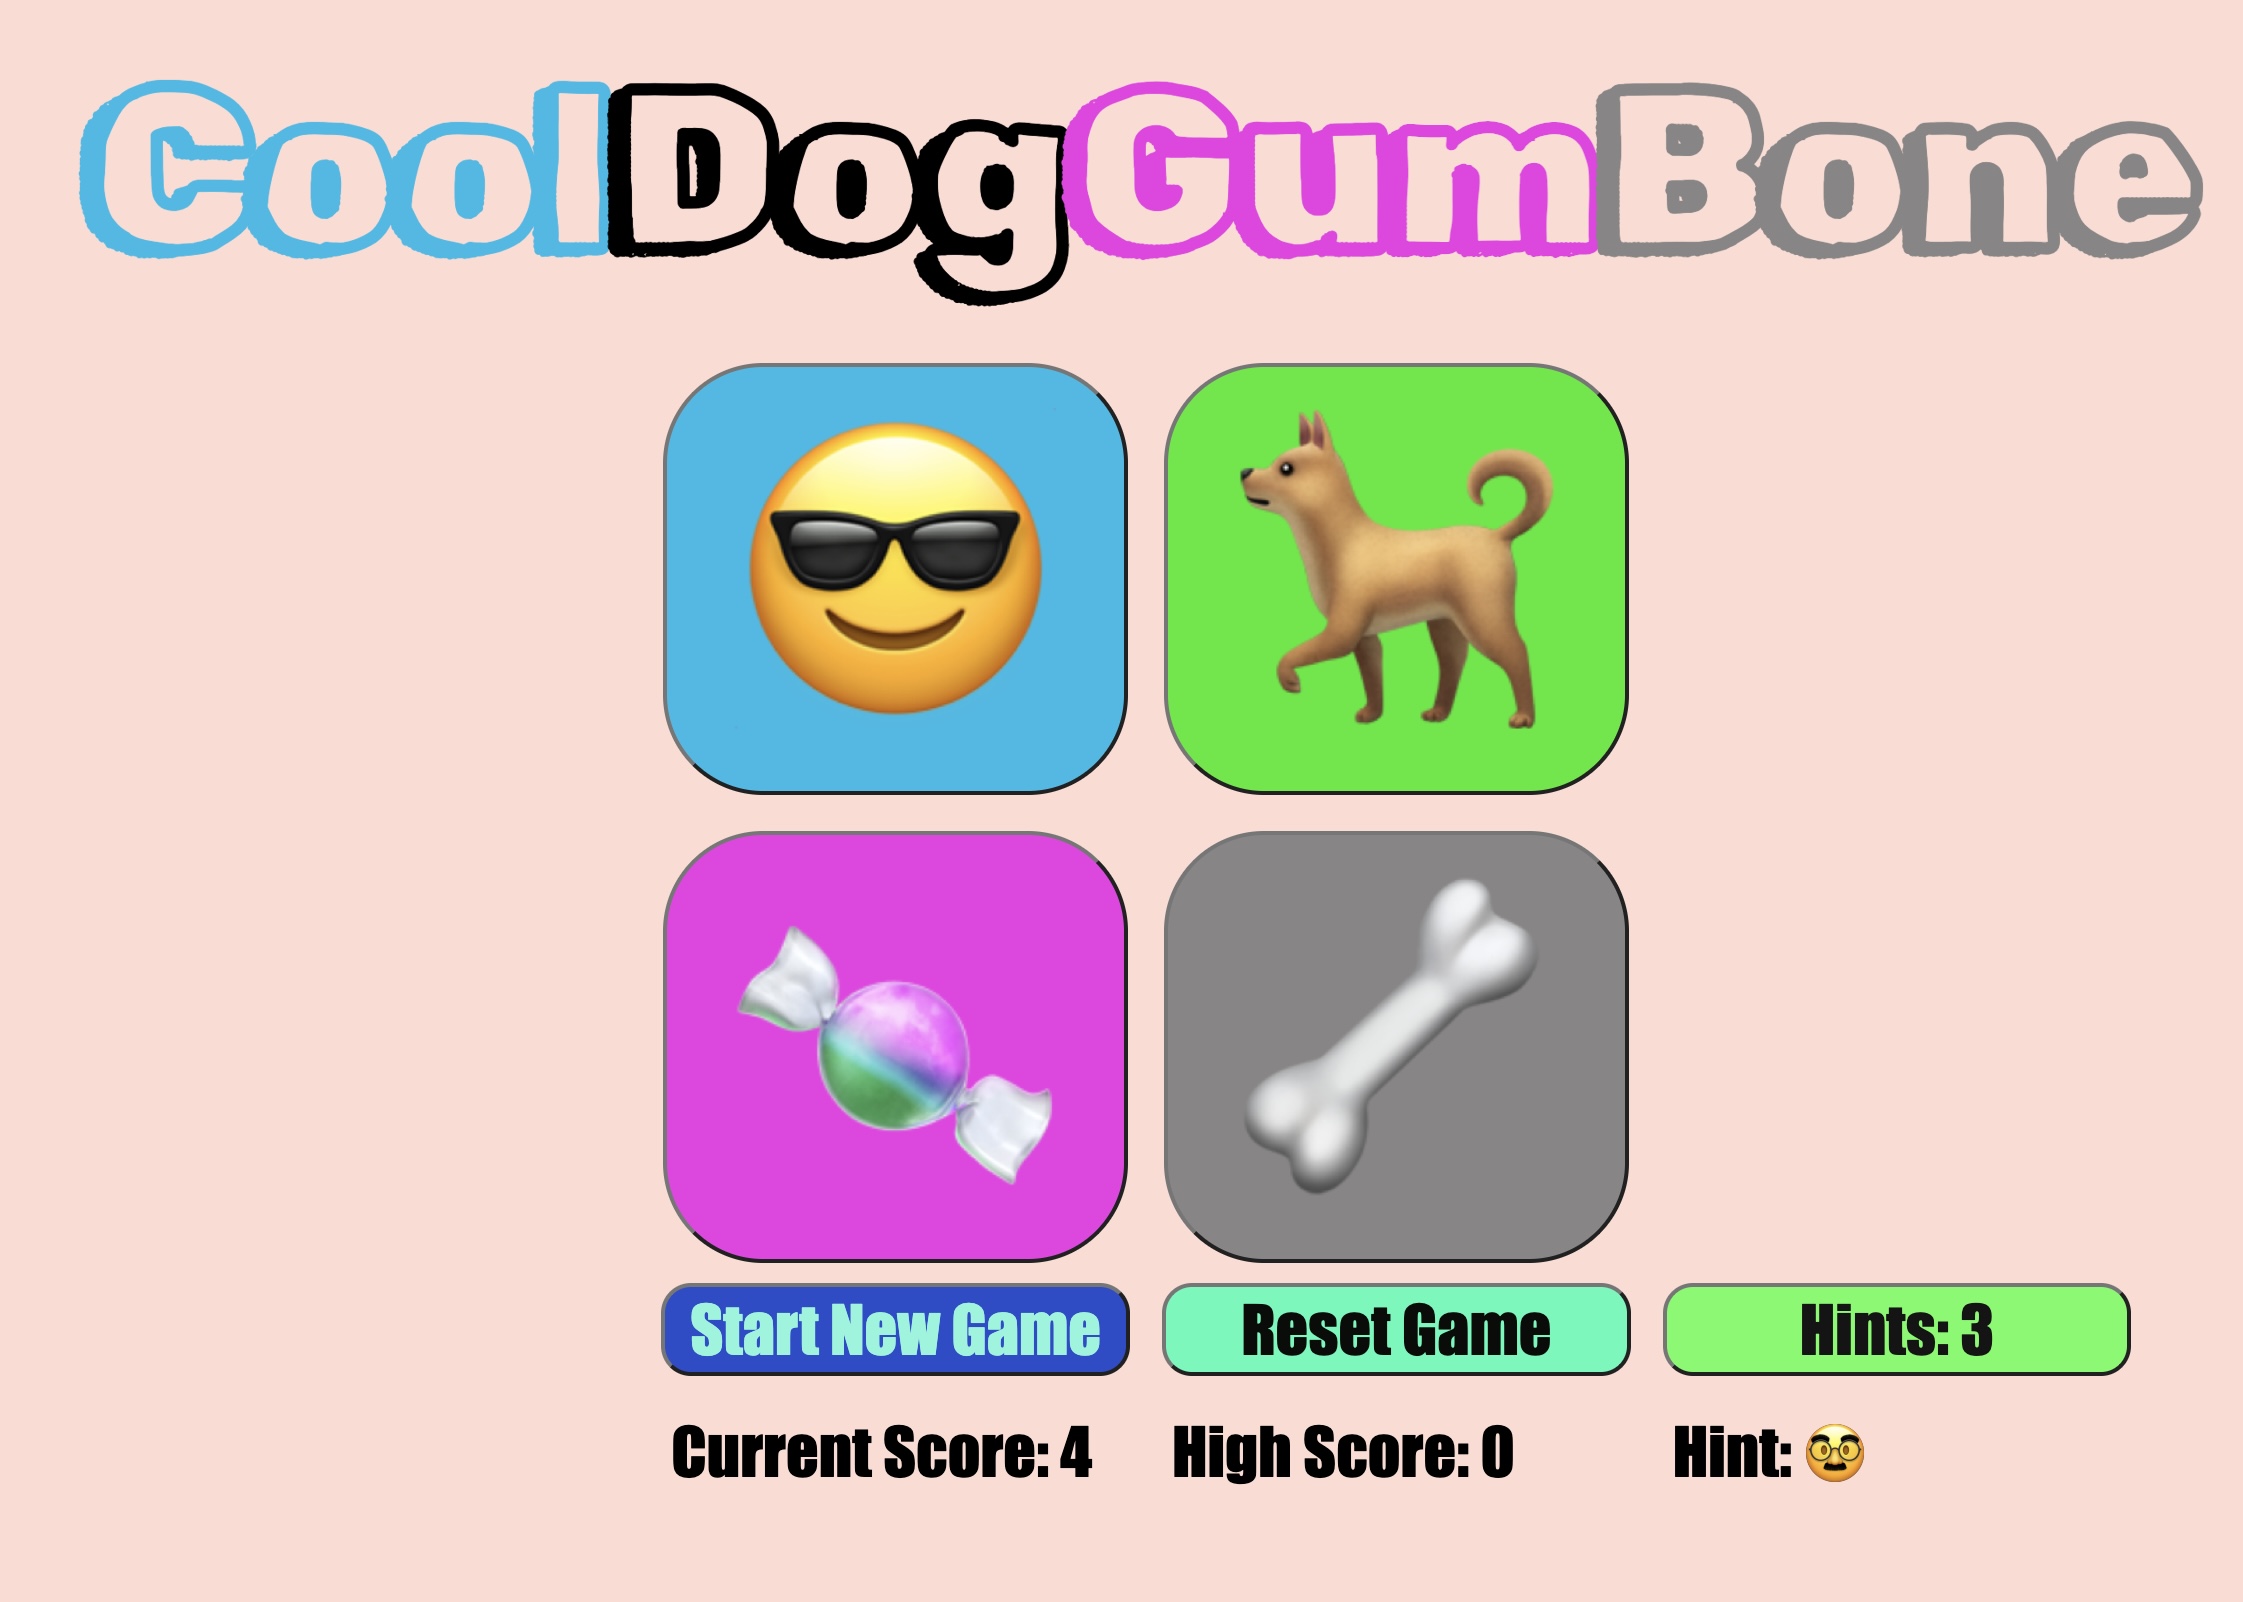 CoolDogGumBone
Start New Game
Reset Game
Hints: 3
Current Score: 4
High Score: 0
Hint: 🥸